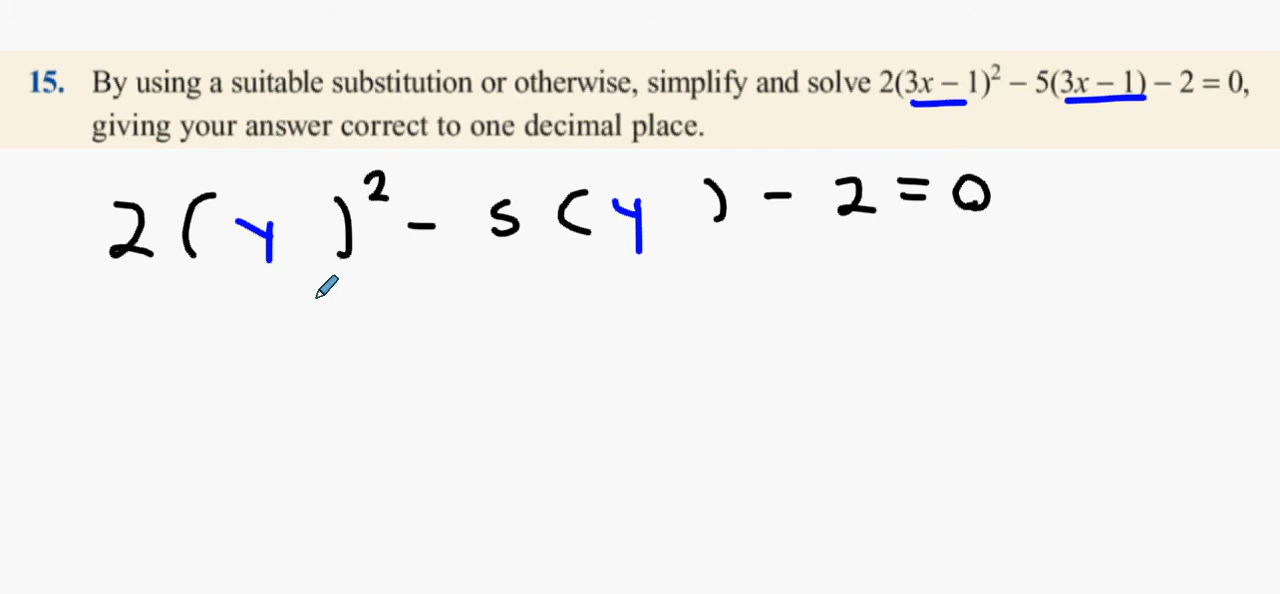 15. By using a suitable substitution or otherwise, simplify and solve 2(3x − 1)² − 5(3x − 1) − 2 = 0,
giving your answer correct to one decimal place.
2(y)² - 5(y) - 2 = 0